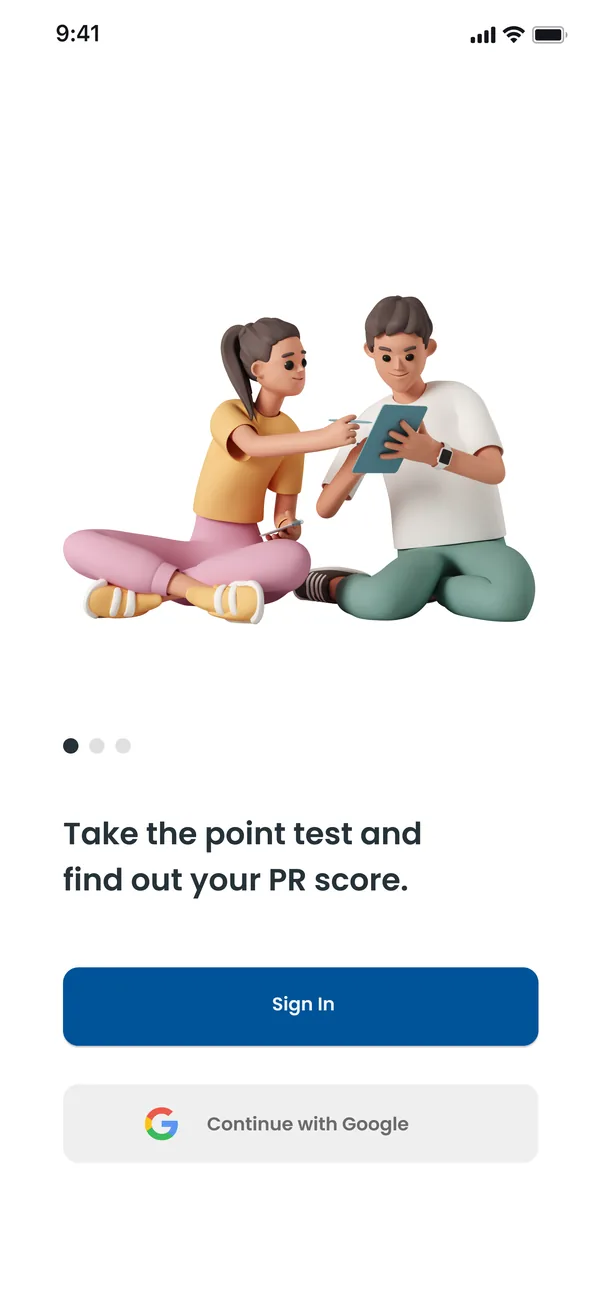 9:41
Take the point test and
find out your PR score.
Sign In
Continue with Google